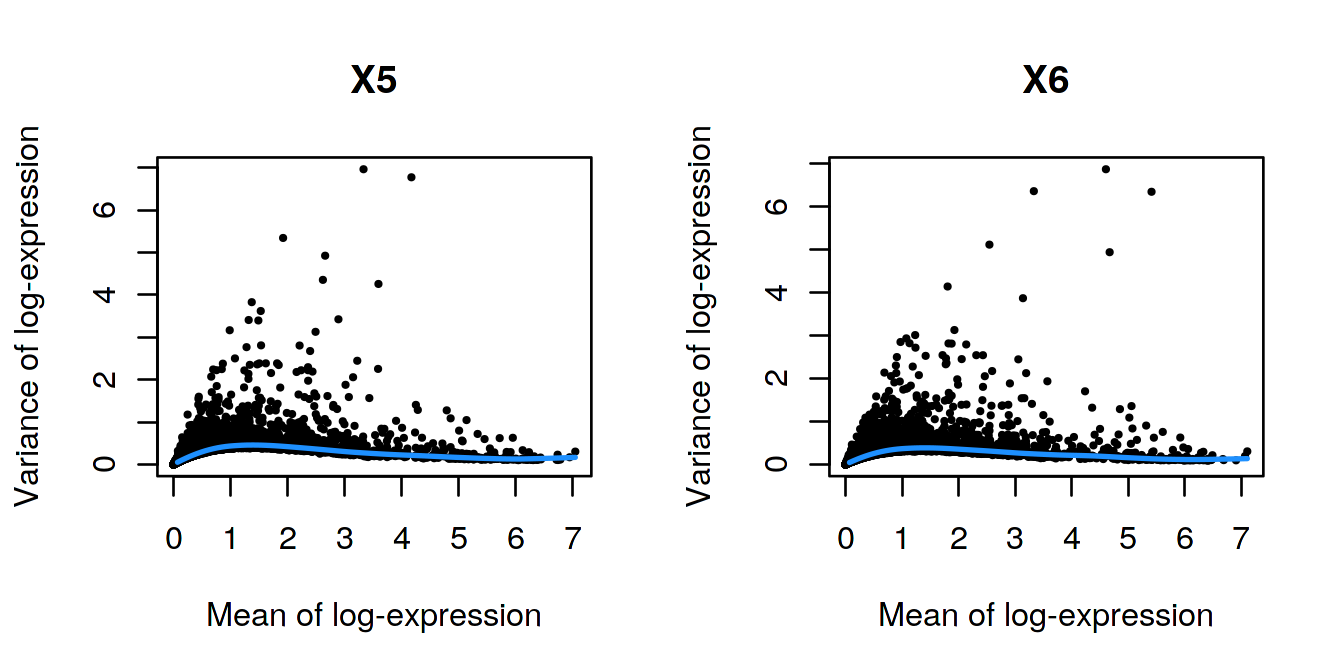 X5
Variance of log-expression
0 2 4 6
0 1 2 3 4 5 6 7
Mean of log-expression
X6
Variance of log-expression
0 2 4 6
0 1 2 3 4 5 6 7
Mean of log-expression